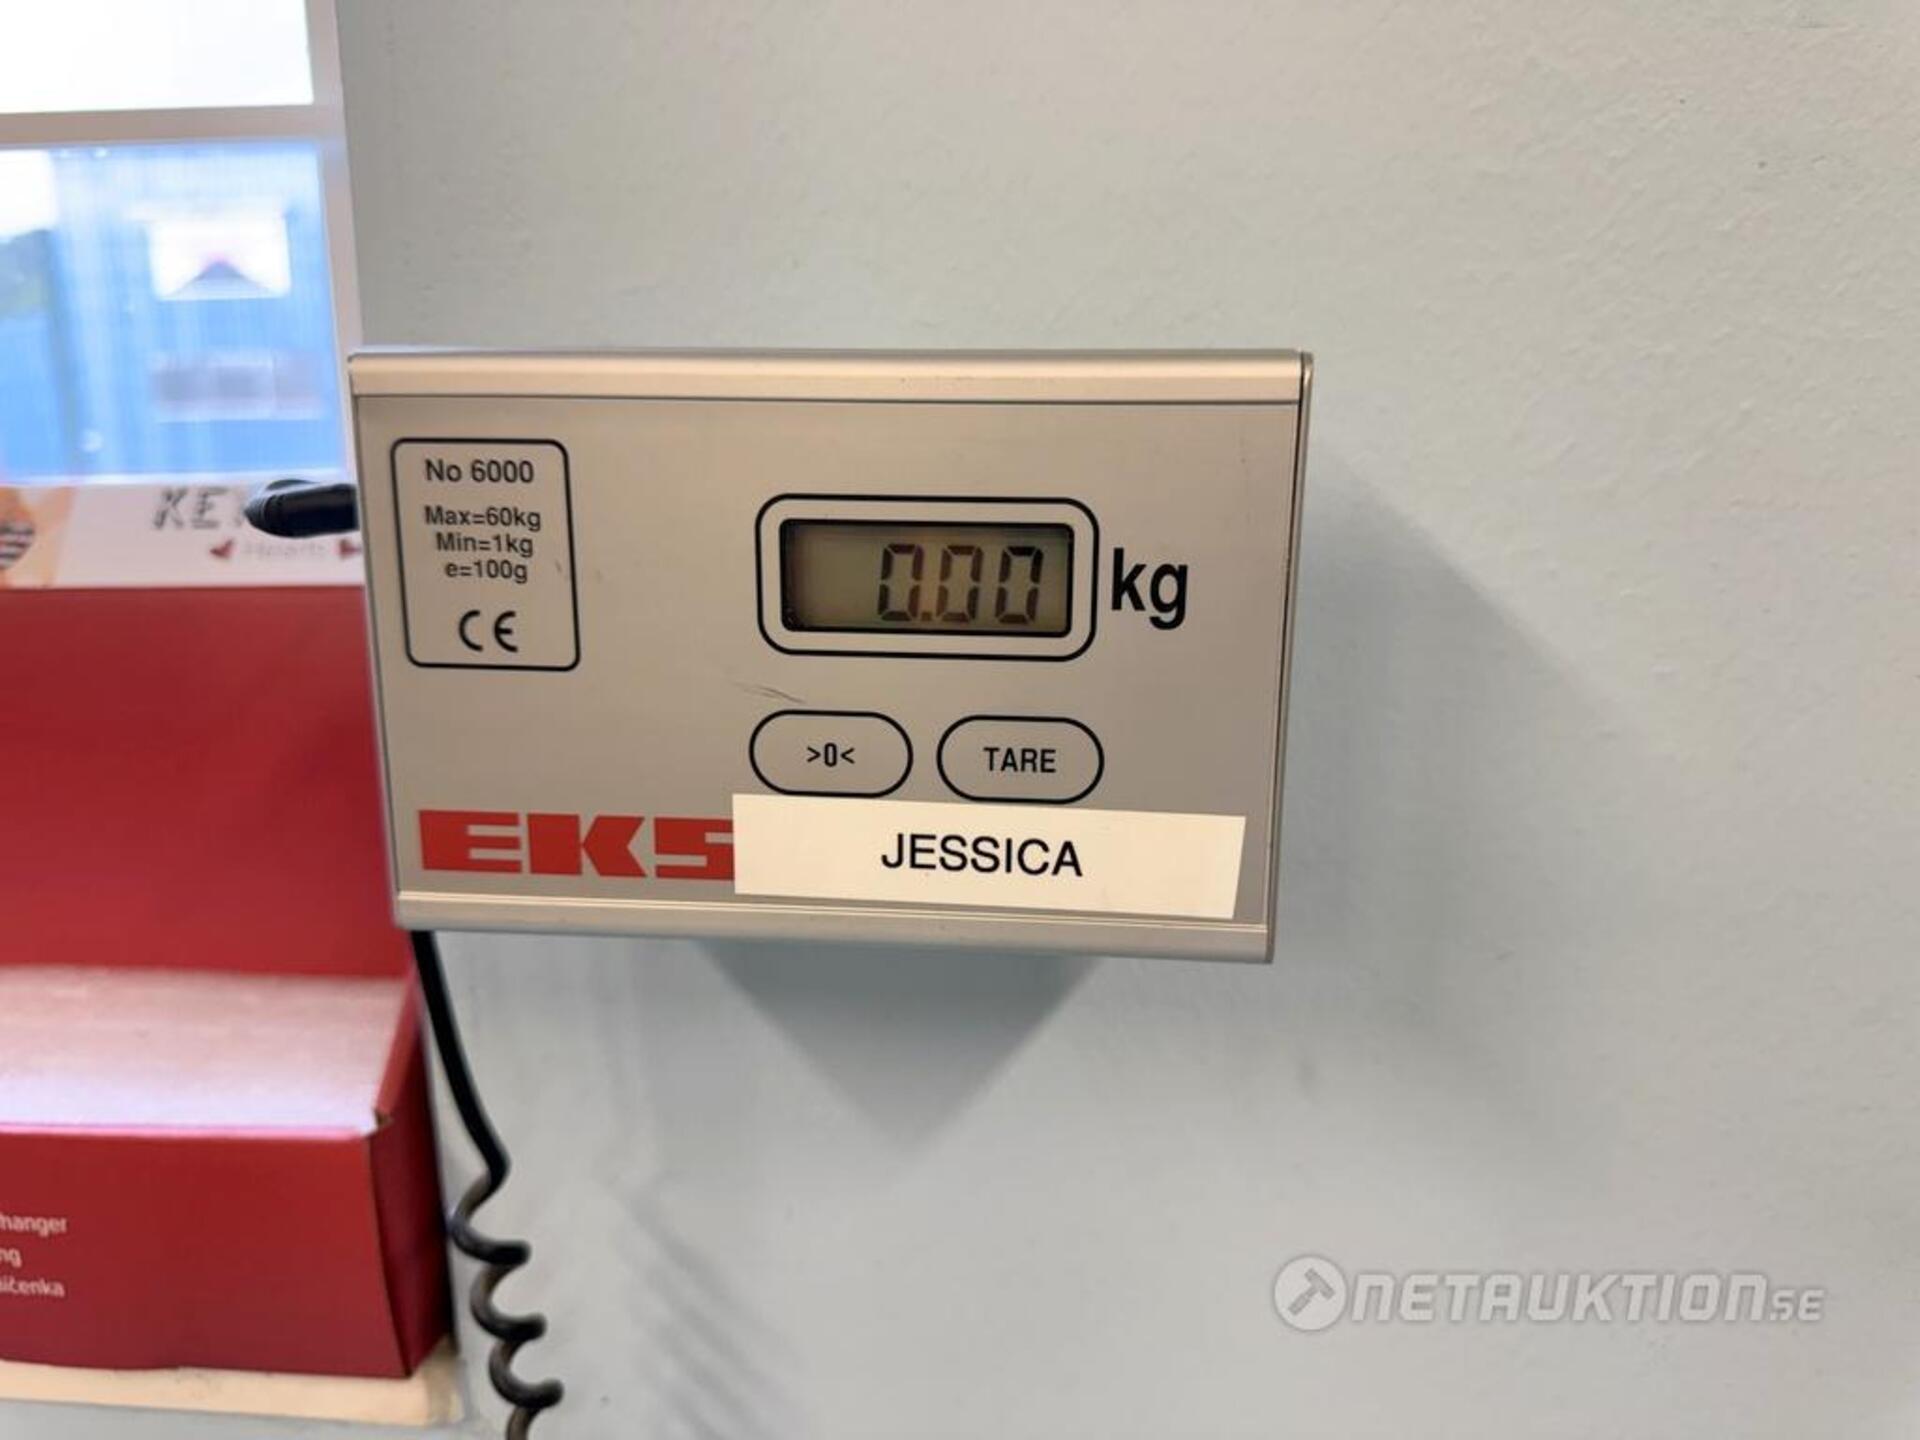 No 6000
Max=60kg
Min=1kg
e=100g
CE
0.00 kg
>0<
TARE
EKS
JESSICA
NETAUKTION.SE